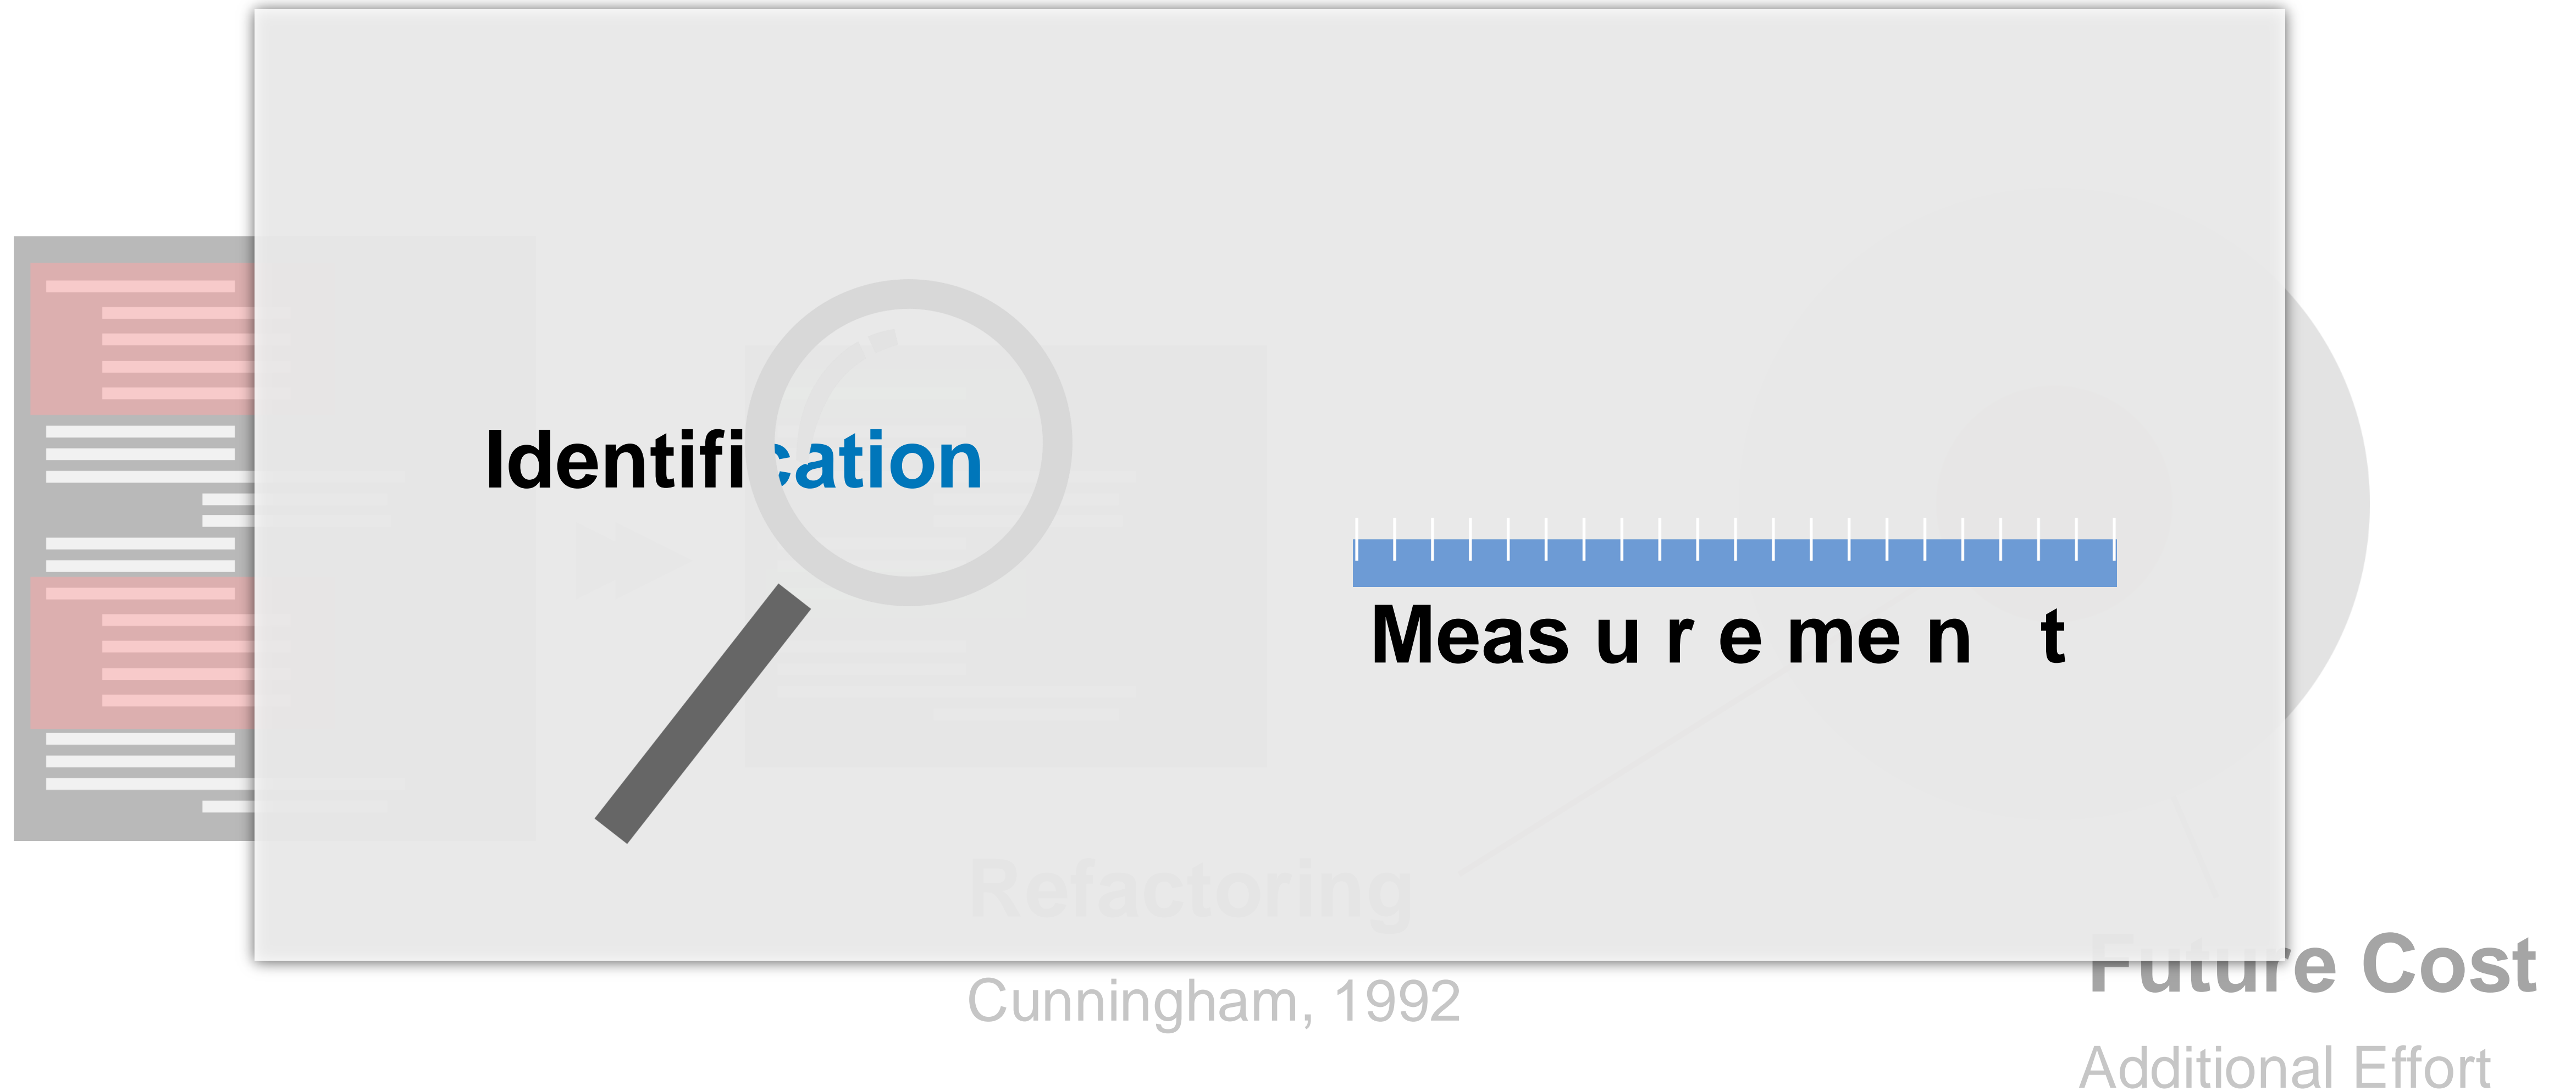 Identification
Measurement
Refactoring
Cunningham, 1992
Future Cost
Additional Effort